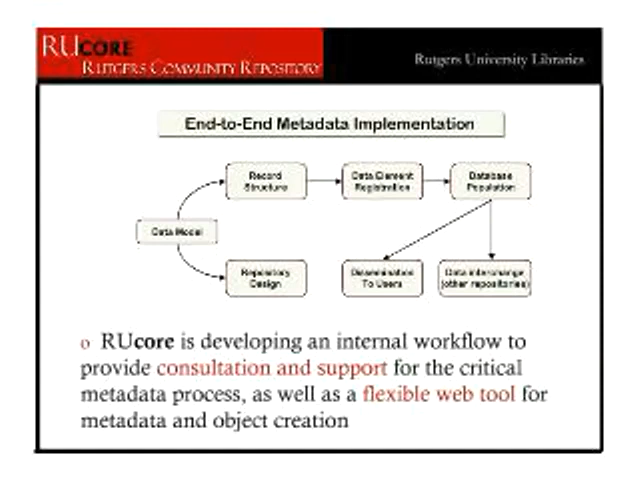 RUCORE
RUTGERS COMMUNITY REPOSITORY
Rutgers University Libraries
End-to-End Metadata Implementation
Record
Structure
Data Element
Registration
Database
Population
Data Model
Repository
Design
Dissemination
To Users
Data interchange
(other repositories)
o RUcore is developing an internal workflow to
provide consultation and support for the critical
metadata process, as well as a flexible web tool for
metadata and object creation